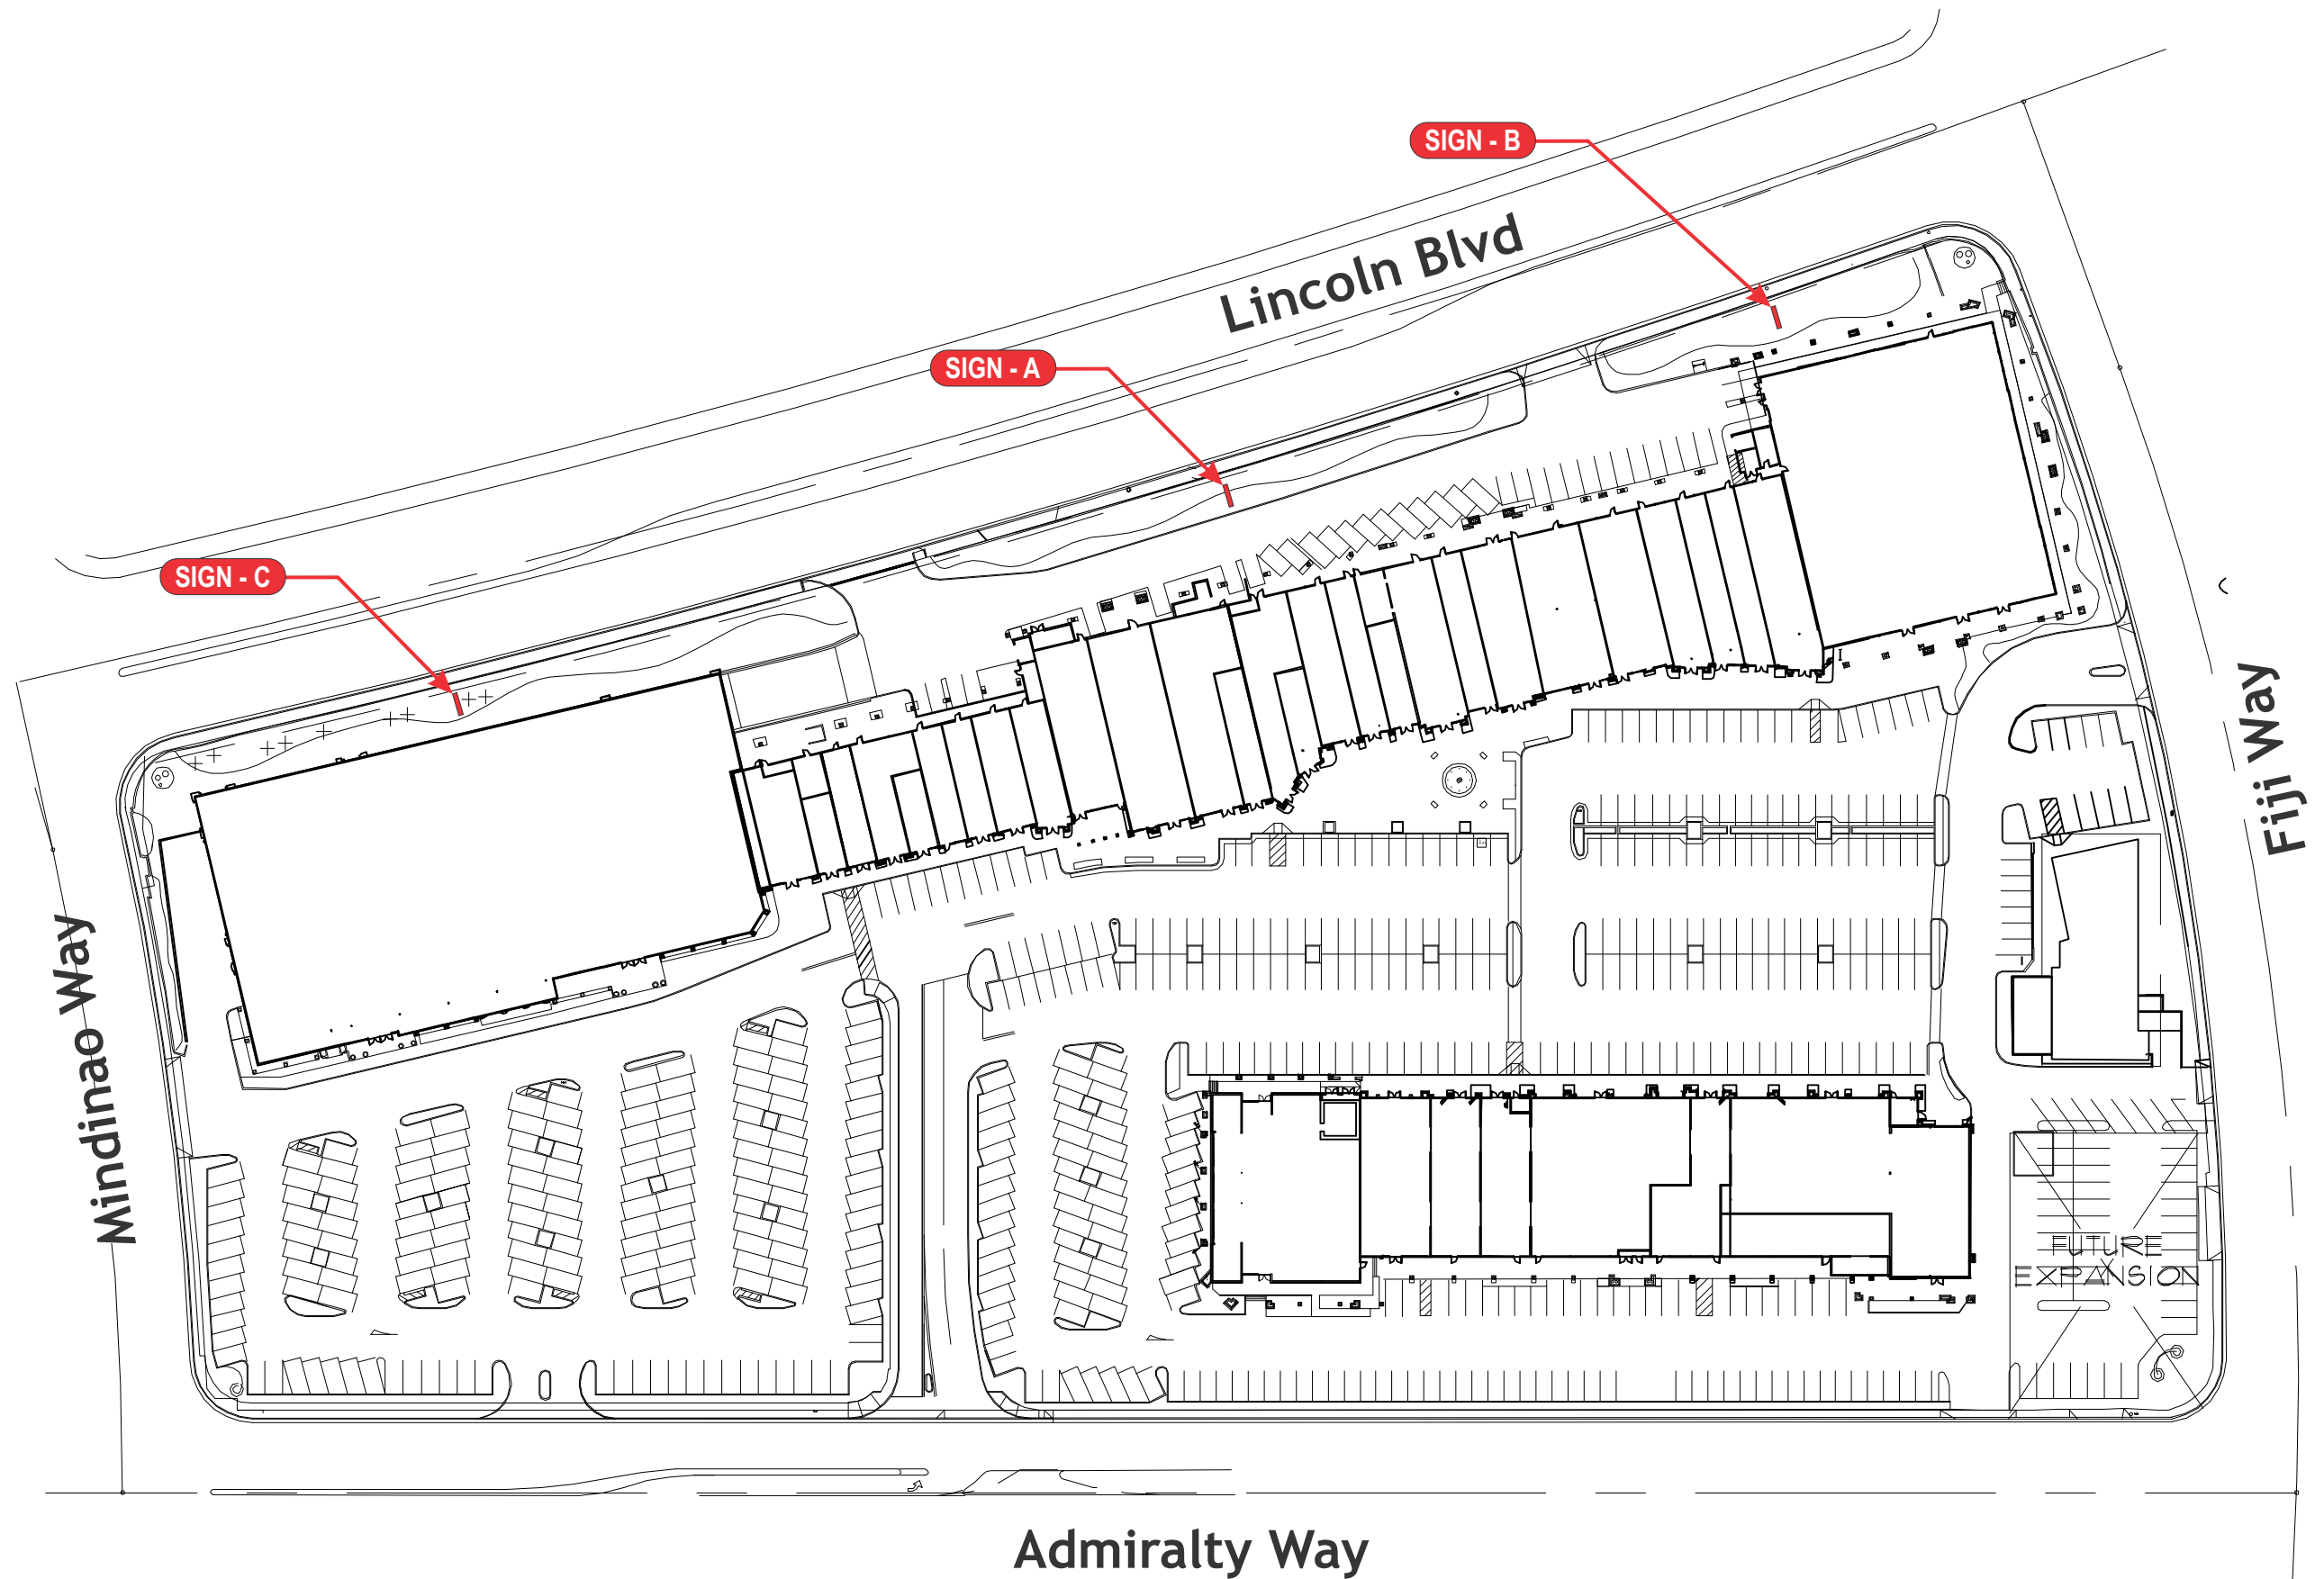 SIGN - B
Lincoln Blvd
SIGN - A
SIGN - C
Fiji Way
Mindinao Way
FUTURE
EXPANSION
Admiralty Way